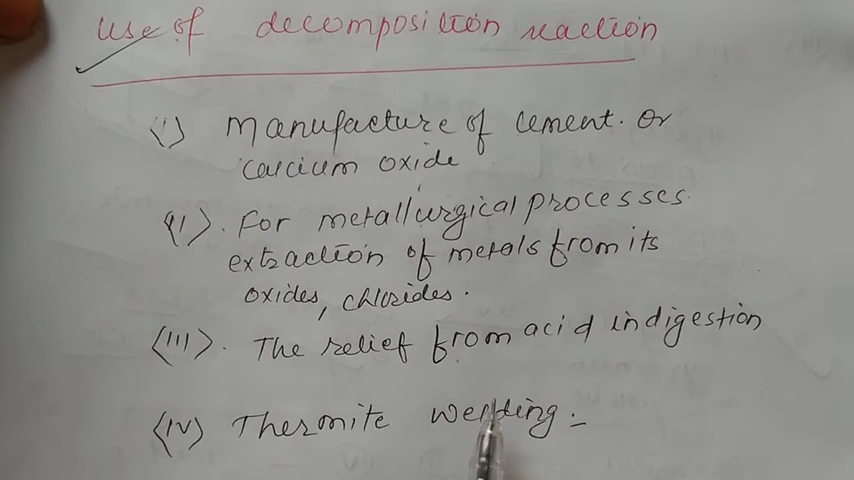 use of decomposition reaction
(i) Manufacture of cement. Or
calcium oxide
(ii). For metallurgical processes.
extraction of metals from its
oxides, chlorides.
(iii). The relief from acid indigestion
(iv) Thermite welding :-